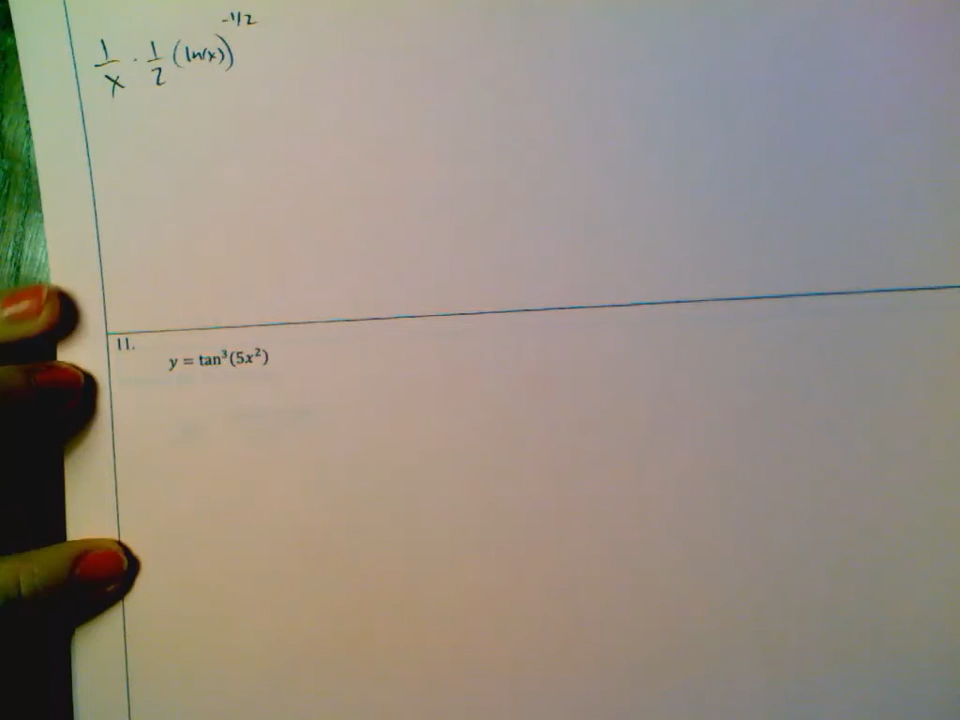 1/x · 1/2 (ln(x))^-1/2
11.
y = tan³(5x²)